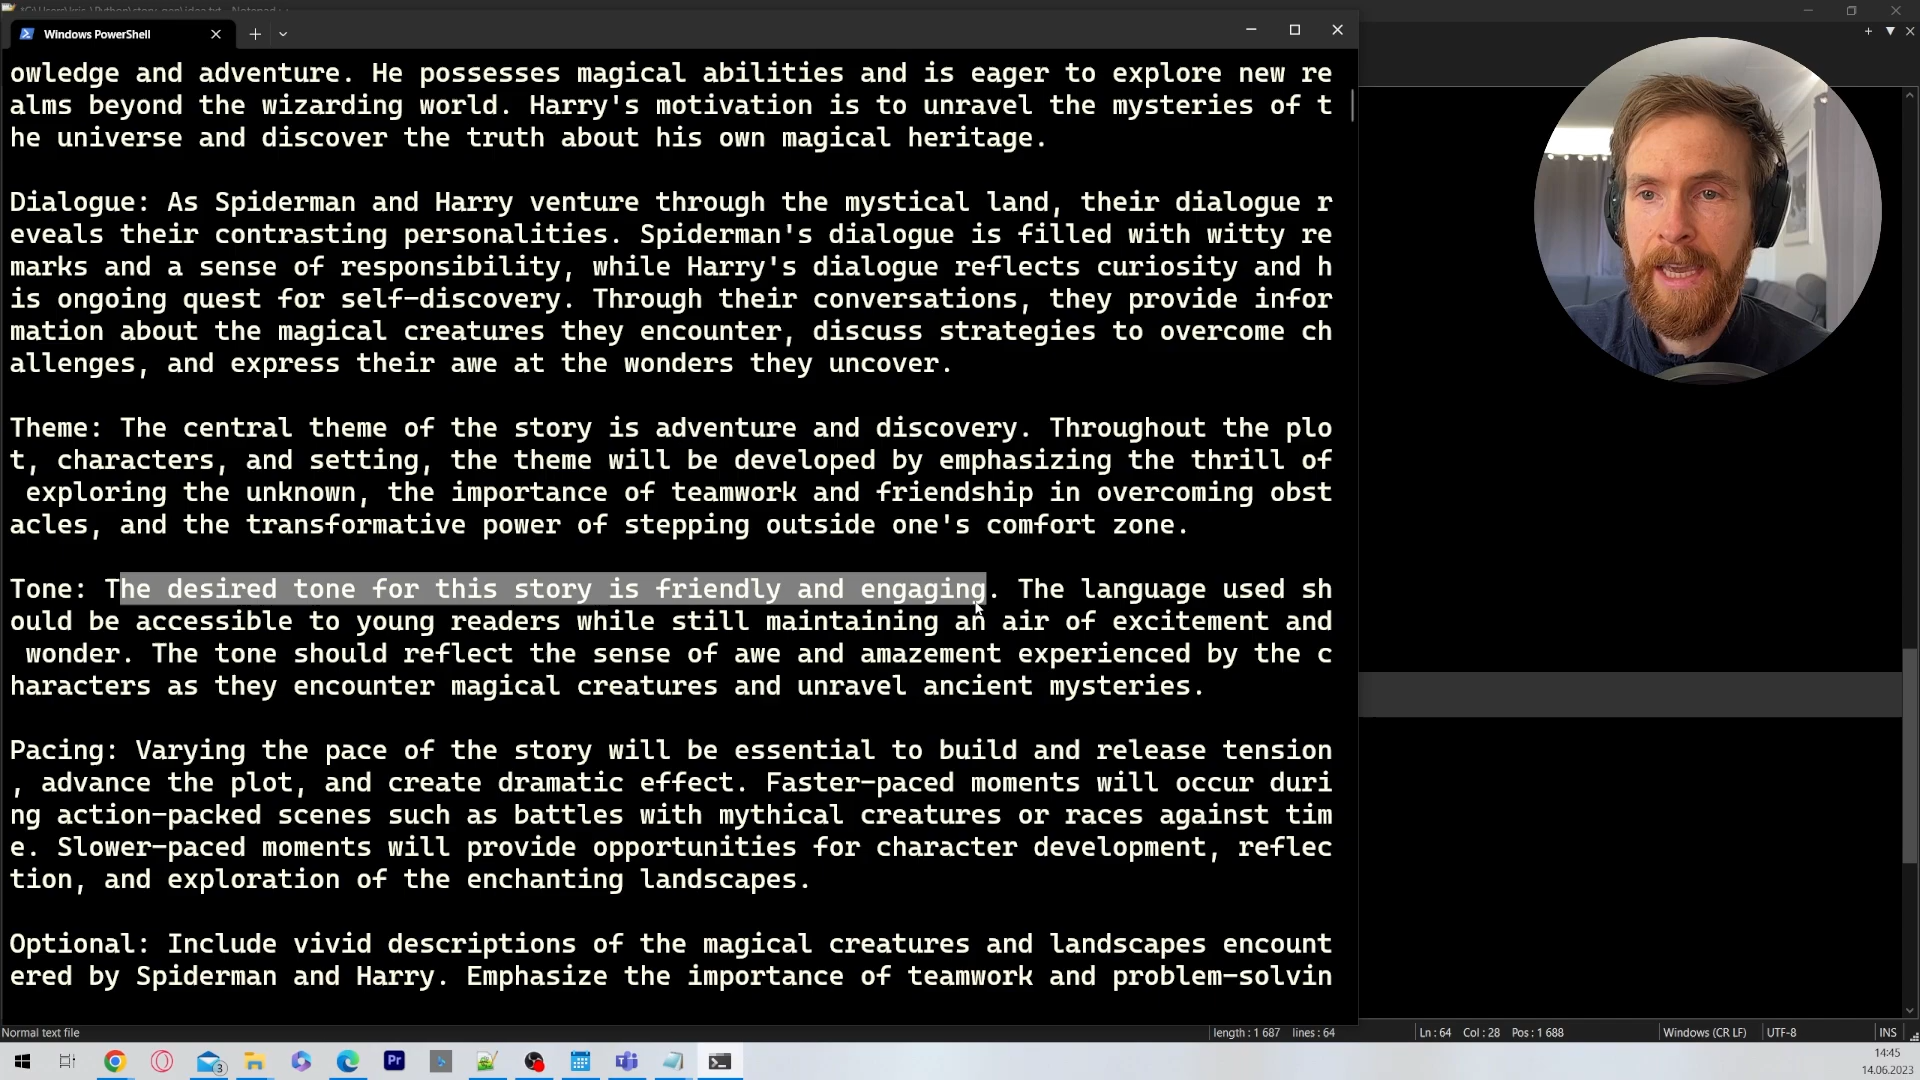 Windows PowerShell
owledge and adventure. He possesses magical abilities and is eager to explore new re
alms beyond the wizarding world. Harry's motivation is to unravel the mysteries of t
he universe and discover the truth about his own magical heritage.
Dialogue: As Spiderman and Harry venture through the mystical land, their dialogue r
eveals their contrasting personalities. Spiderman's dialogue is filled with witty re
marks and a sense of responsibility, while Harry's dialogue reflects curiosity and h
is ongoing quest for self-discovery. Through their conversations, they provide infor
mation about the magical creatures they encounter, discuss strategies to overcome ch
allenges, and express their awe at the wonders they uncover.
Theme: The central theme of the story is adventure and discovery. Throughout the plo
t, characters, and setting, the theme will be developed by emphasizing the thrill of
exploring the unknown, the importance of teamwork and friendship in overcoming obst
acles, and the transformative power of stepping outside one's comfort zone.
Tone: The desired tone for this story is friendly and engaging. The language used sh
ould be accessible to young readers while still maintaining an air of excitement and
wonder. The tone should reflect the sense of awe and amazement experienced by the c
haracters as they encounter magical creatures and unravel ancient mysteries.
Pacing: Varying the pace of the story will be essential to build and release tension
, advance the plot, and create dramatic effect. Faster-paced moments will occur duri
ng action-packed scenes such as battles with mythical creatures or races against tim
e. Slower-paced moments will provide opportunities for character development, reflec
tion, and exploration of the enchanting landscapes.
Optional: Include vivid descriptions of the magical creatures and landscapes encount
ered by Spiderman and Harry. Emphasize the importance of teamwork and problem-solvin
Normal text file length : 1 687 lines : 64 Ln : 64 Col : 28 Pos : 1 688 Windows (CR LF) UTF-8 INS
3 Pr
14:45
14.06.2023